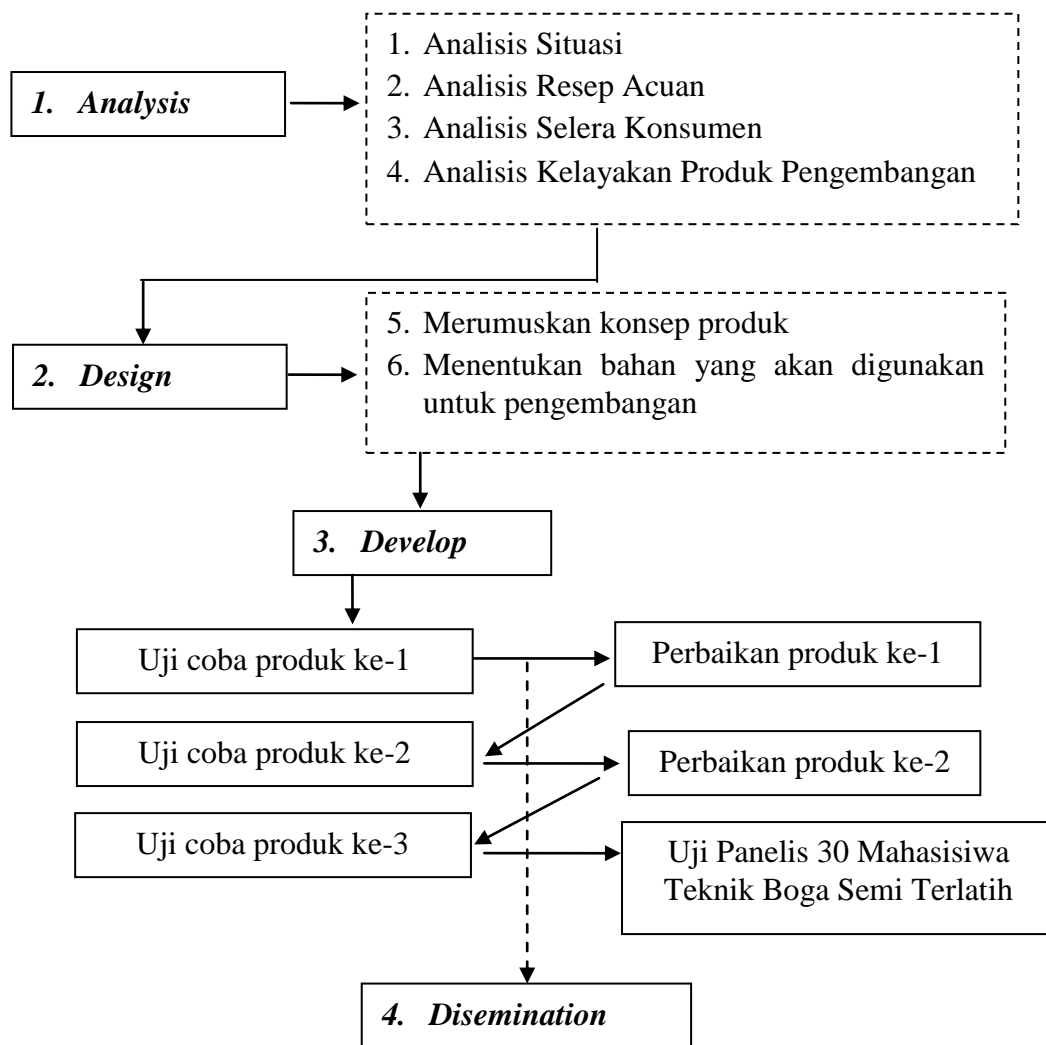 1. Analysis
1. Analisis Situasi
2. Analisis Resep Acuan
3. Analisis Selera Konsumen
4. Analisis Kelayakan Produk Pengembangan
2. Design
5. Merumuskan konsep produk
6. Menentukan bahan yang akan digunakan
untuk pengembangan
3. Develop
Uji coba produk ke-1
Perbaikan produk ke-1
Uji coba produk ke-2
Perbaikan produk ke-2
Uji coba produk ke-3
Uji Panelis 30 Mahasisiwa
Teknik Boga Semi Terlatih
4. Disemination